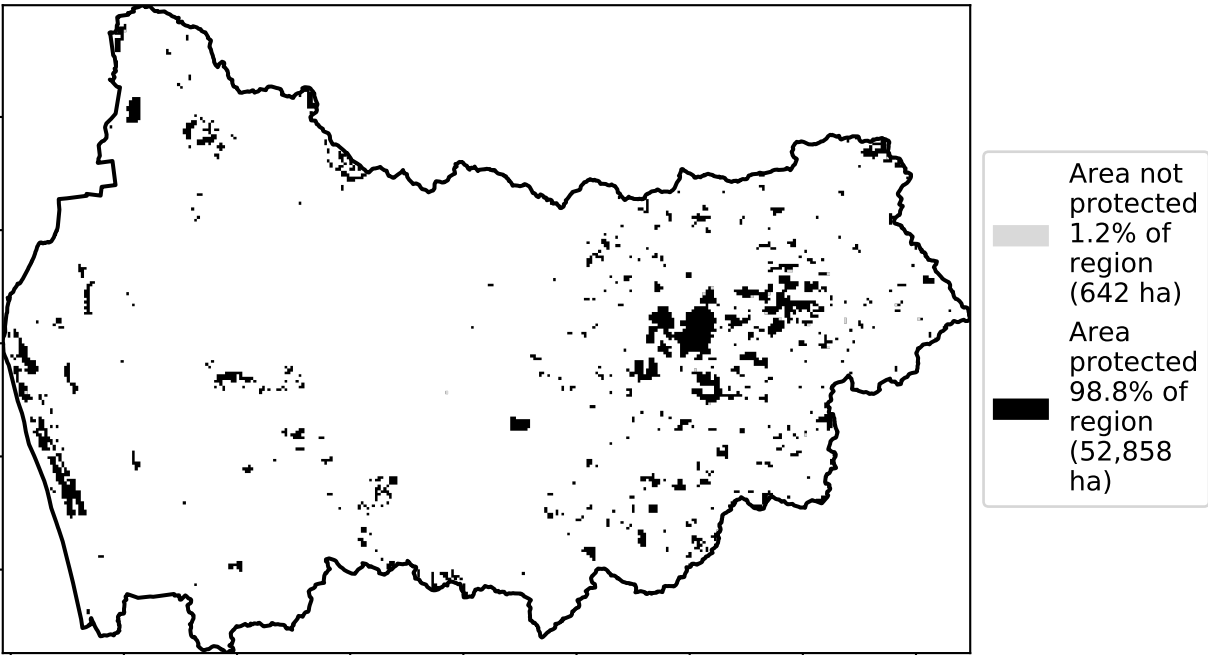 Area not
protected
1.2% of
region
(642 ha)
Area
protected
98.8% of
region
(52,858
ha)